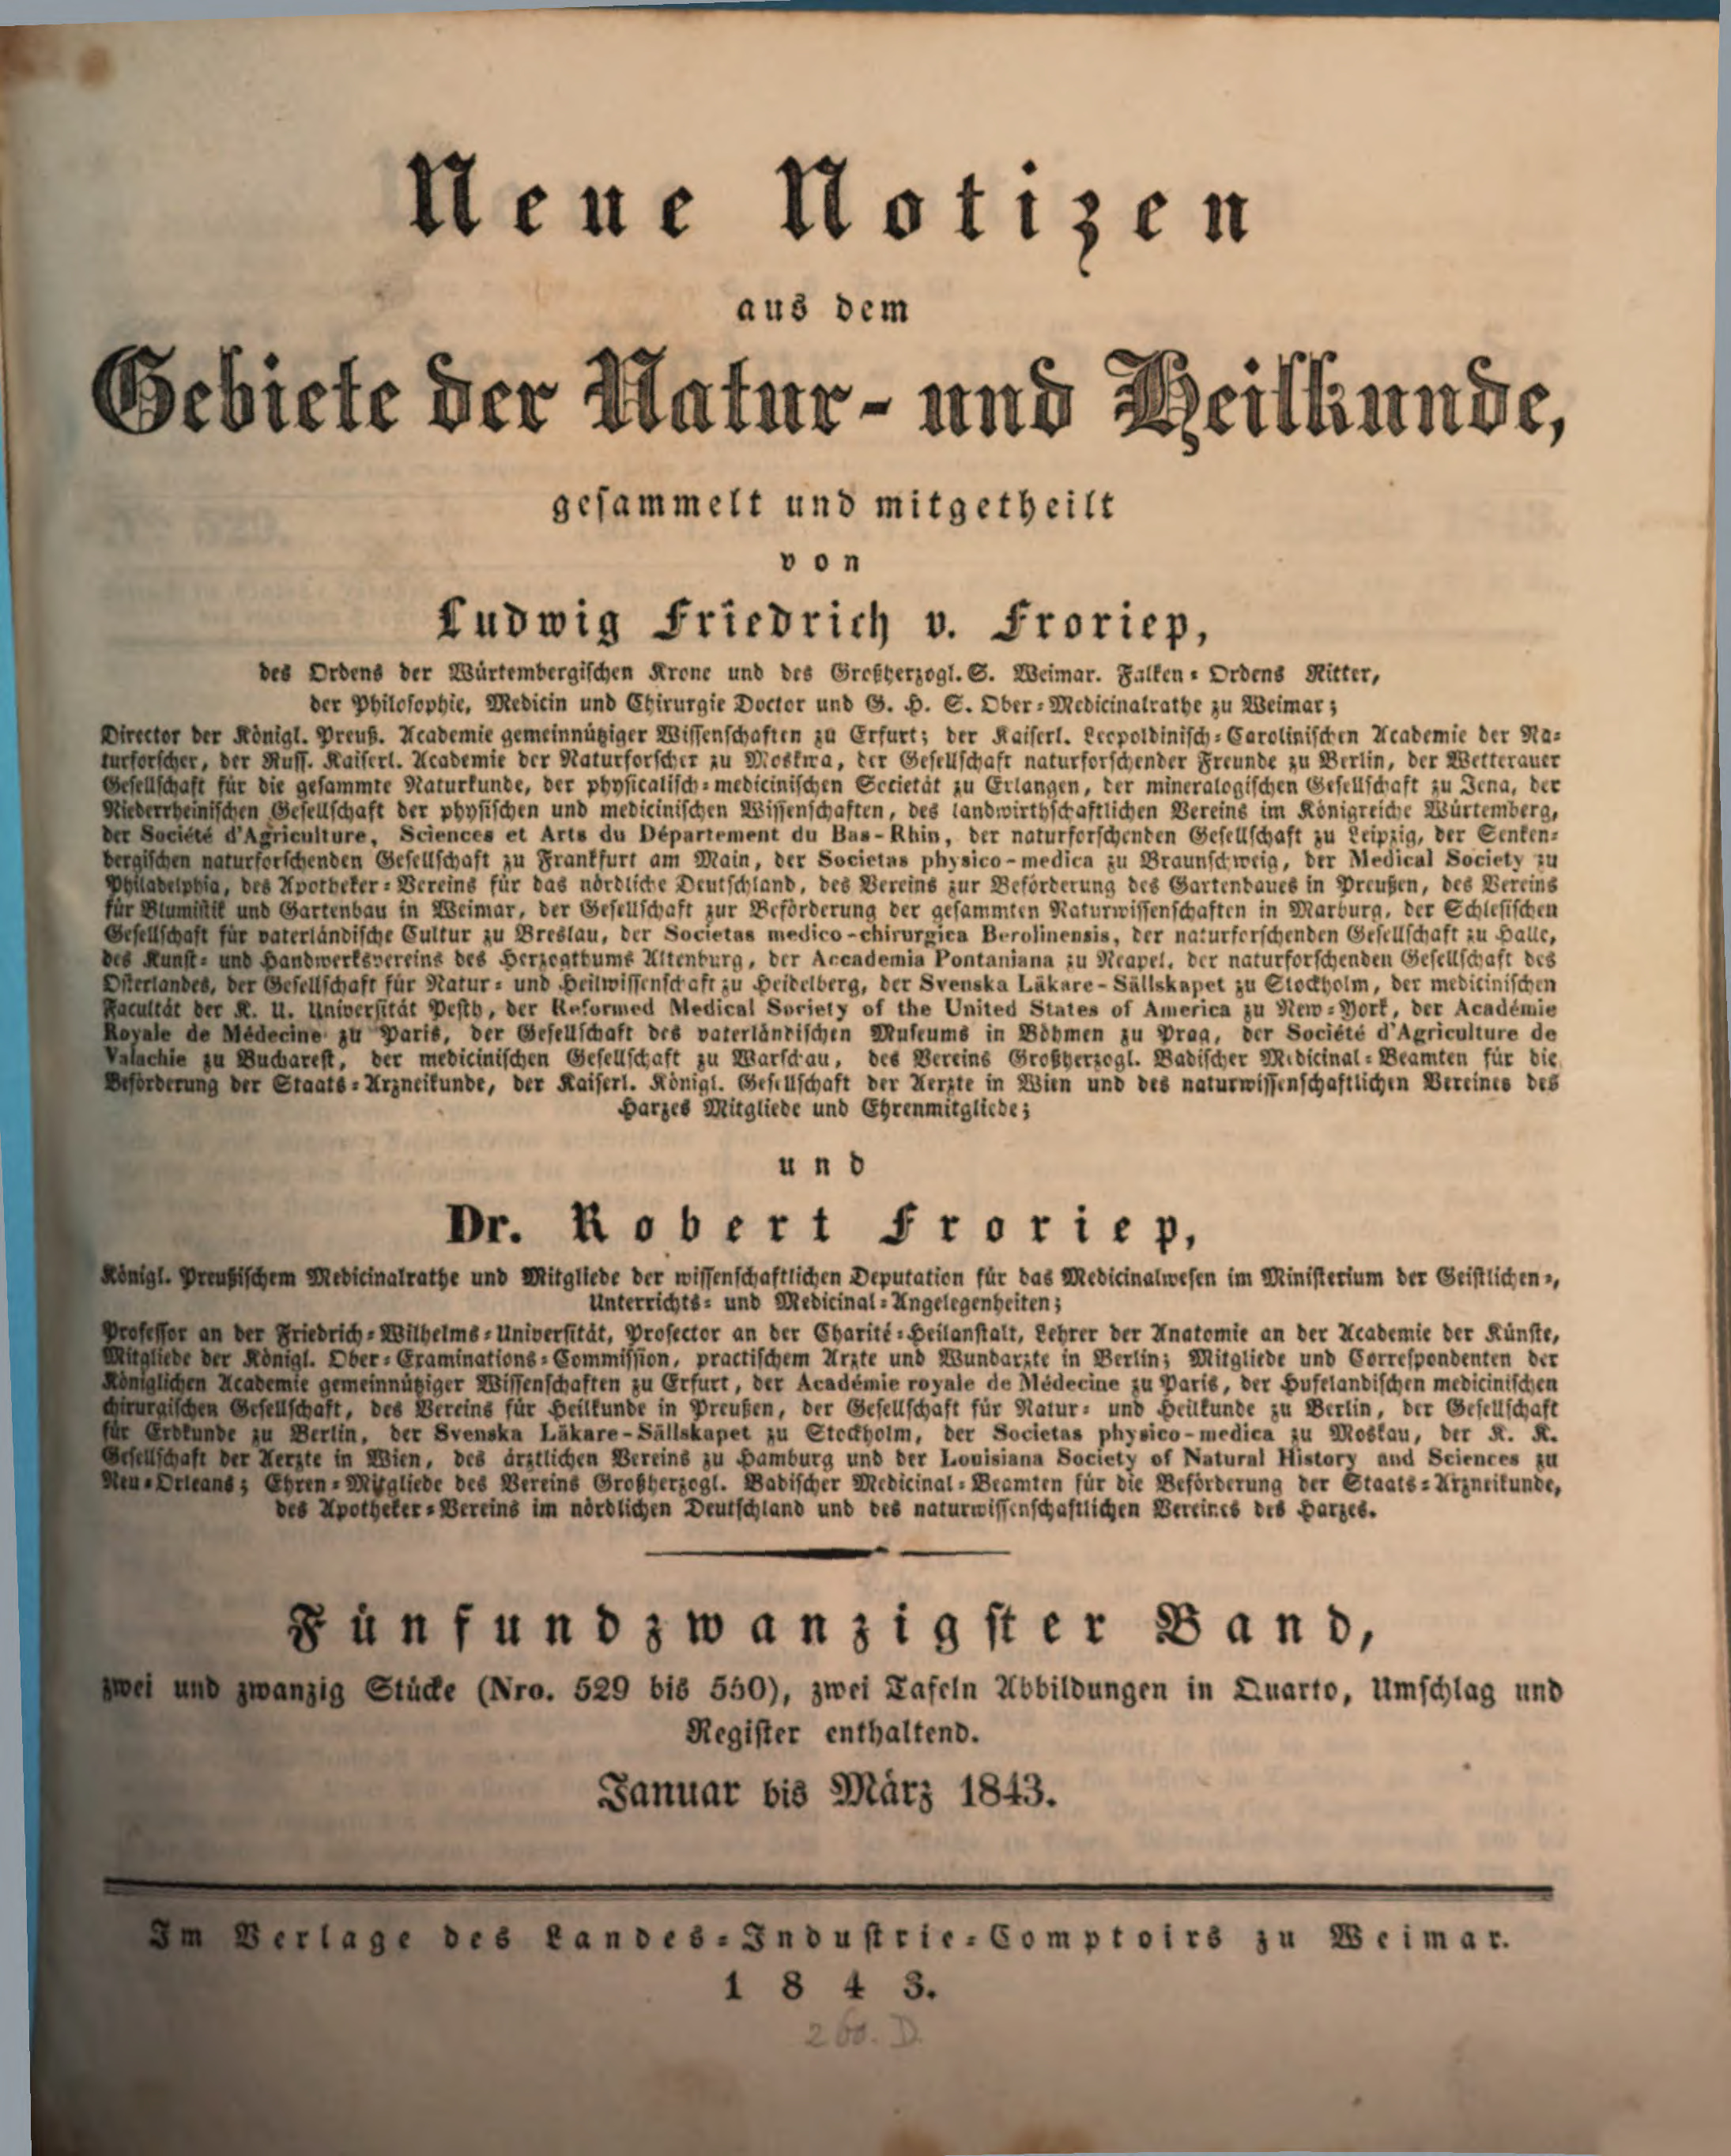 Neue Notizen
aus dem
Gebiete der Natur- und Heilkunde,
gesammelt und mitgetheilt
von
Ludwig Friedrich v. Froriep,
des Ordens der Würtembergischen Krone und des Großherzogl. S. Weimar. Falken-Ordens Ritter,
der Philosophie, Medicin und Chirurgie Doctor und G. H. S. Ober-Medicinalrathe zu Weimar;
Director der Königl. Preuß. Academie gemeinnütziger Wissenschaften zu Erfurt; der Kaiserl. Leopoldinisch-Carolinischen Academie der Na-
turforscher, der Russ. Kaiserl. Academie der Naturforscher zu Moskwa, der Gesellschaft naturforschender Freunde zu Berlin, der Wetterauer
Gesellschaft für die gesammte Naturkunde, der physicalisch-medicinischen Societät zu Erlangen, der mineralogischen Gesellschaft zu Jena, der
Niederrheinischen Gesellschaft der physischen und medicinischen Wissenschaften, des landwirthschaftlichen Vereins im Königreiche Würtemberg,
der Société d'Agriculture, Sciences et Arts du Département du Bas-Rhin, der naturforschenden Gesellschaft zu Leipzig, der Senken-
bergischen naturforschenden Gesellschaft zu Frankfurt am Main, der Societas physico-medica zu Braunschweig, der Medical Society zu
Philadelphia, des Apotheker-Vereins für das nördliche Deutschland, des Vereins zur Beförderung des Gartenbaues in Preußen, des Vereins
für Blumistik und Gartenbau in Weimar, der Gesellschaft zur Beförderung der gesammten Naturwissenschaften in Marburg, der Schlesischen
Gesellschaft für vaterländische Cultur zu Breslau, der Societas medico-chirurgica Berolinensis, der naturforschenden Gesellschaft zu Halle,
des Kunst- und Handwerksvereins des Herzogthums Altenburg, der Accademia Pontaniana zu Neapel, der naturforschenden Gesellschaft des
Osterlandes, der Gesellschaft für Natur- und Heilwissenschaft zu Heidelberg, der Svenska Läkare-Sällskapet zu Stockholm, der medicinischen
Facultät der K. U. Universität Pesth, der Reformed Medical Society of the United States of America zu New-York, der Académie
Royale de Médecine zu Paris, der Gesellschaft des vaterländischen Museums in Böhmen zu Prag, der Société d'Agriculture de
Valachie zu Bucharest, der medicinischen Gesellschaft zu Warschau, des Vereins Großherzogl. Badischer Medicinal-Beamten für die
Beförderung der Staats-Arzneikunde, der Kaiserl. Königl. Gesellschaft der Aerzte in Wien und des naturwissenschaftlichen Vereines des
Harzes Mitgliede und Ehrenmitgliede;
und
Dr. Robert Froriep,
Königl. Preußischem Medicinalrathe und Mitgliede der wissenschaftlichen Deputation für das Medicinalwesen im Ministerium der Geistlichen-,
Unterrichts- und Medicinal-Angelegenheiten;
Professor an der Friedrich-Wilhelms-Universität, Prosector an der Charité-Heilanstalt, Lehrer der Anatomie an der Academie der Künste,
Mitgliede der Königl. Ober-Examinations-Commission, practischem Arzte und Wundarzte in Berlin; Mitgliede und Correspondenten der
Königlichen Academie gemeinnütziger Wissenschaften zu Erfurt, der Académie royale de Médecine zu Paris, der Hufelandischen medicinischen
chirurgischen Gesellschaft, des Vereins für Heilkunde in Preußen, der Gesellschaft für Natur- und Heilkunde zu Berlin, der Gesellschaft
für Erdkunde zu Berlin, der Svenska Läkare-Sällskapet zu Stockholm, der Societas physico-medica zu Moskau, der K. K.
Gesellschaft der Aerzte in Wien, des ärztlichen Vereins zu Hamburg und der Louisiana Society of Natural History and Sciences zu
Neu-Orleans; Ehren-Mitgliede des Vereins Großherzogl. Badischer Medicinal-Beamten für die Beförderung der Staats-Arzneikunde,
des Apotheker-Vereins im nördlichen Deutschland und des naturwissenschaftlichen Vereines des Harzes.
Fünfundzwanzigster Band,
zwei und zwanzig Stücke (Nro. 529 bis 550), zwei Tafeln Abbildungen in Quarto, Umschlag und
Register enthaltend.
Januar bis März 1843.
Im Verlage des Landes-Industrie-Comptoirs zu Weimar.
1843.
260. D.